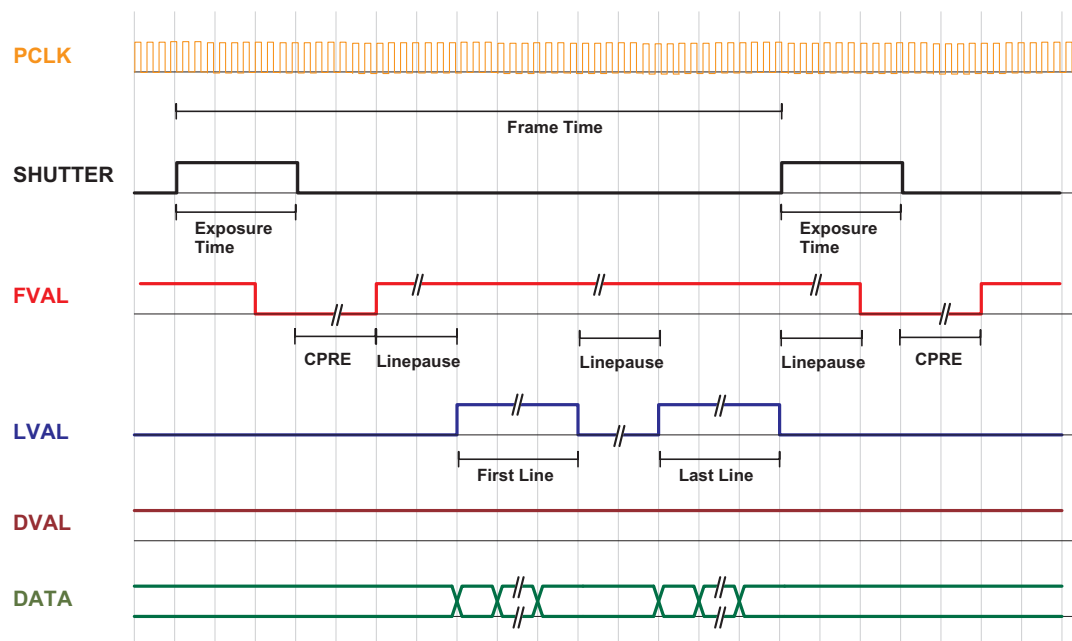 PCLK
Frame Time
SHUTTER
Exposure
Time
Exposure
Time
FVAL
CPRE
Linepause
Linepause
Linepause
CPRE
LVAL
First Line
Last Line
DVAL
DATA